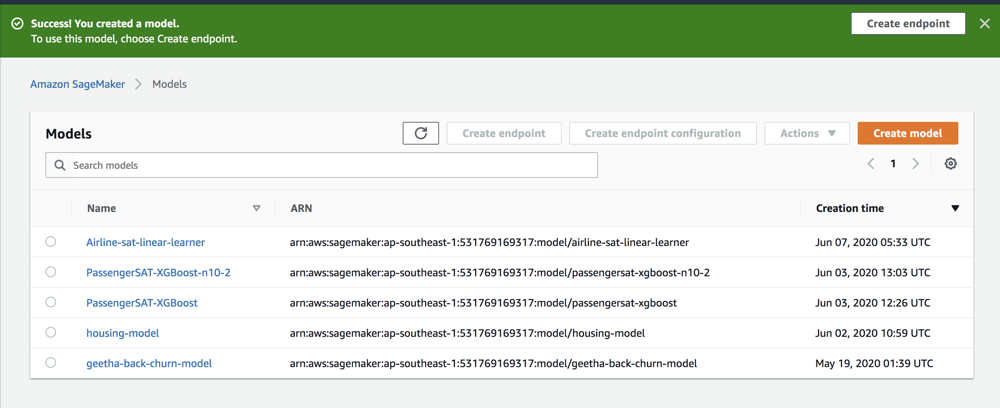 Success! You created a model.
To use this model, choose Create endpoint.
Create endpoint
Amazon SageMaker
Models
Models
Create endpoint
Create endpoint configuration
Actions
Create model
Search models
1
Name
ARN
Creation time
Airline-sat-linear-learner arn:aws:sagemaker:ap-southeast-1:531769169317:model/airline-sat-linear-learner Jun 07, 2020 05:33 UTC
PassengerSAT-XGBoost-n10-2 arn:aws:sagemaker:ap-southeast-1:531769169317:model/passengersat-xgboost-n10-2 Jun 03, 2020 13:03 UTC
PassengerSAT-XGBoost arn:aws:sagemaker:ap-southeast-1:531769169317:model/passengersat-xgboost Jun 03, 2020 12:26 UTC
housing-model arn:aws:sagemaker:ap-southeast-1:531769169317:model/housing-model Jun 02, 2020 10:59 UTC
geetha-back-churn-model arn:aws:sagemaker:ap-southeast-1:531769169317:model/geetha-back-churn-model May 19, 2020 01:39 UTC